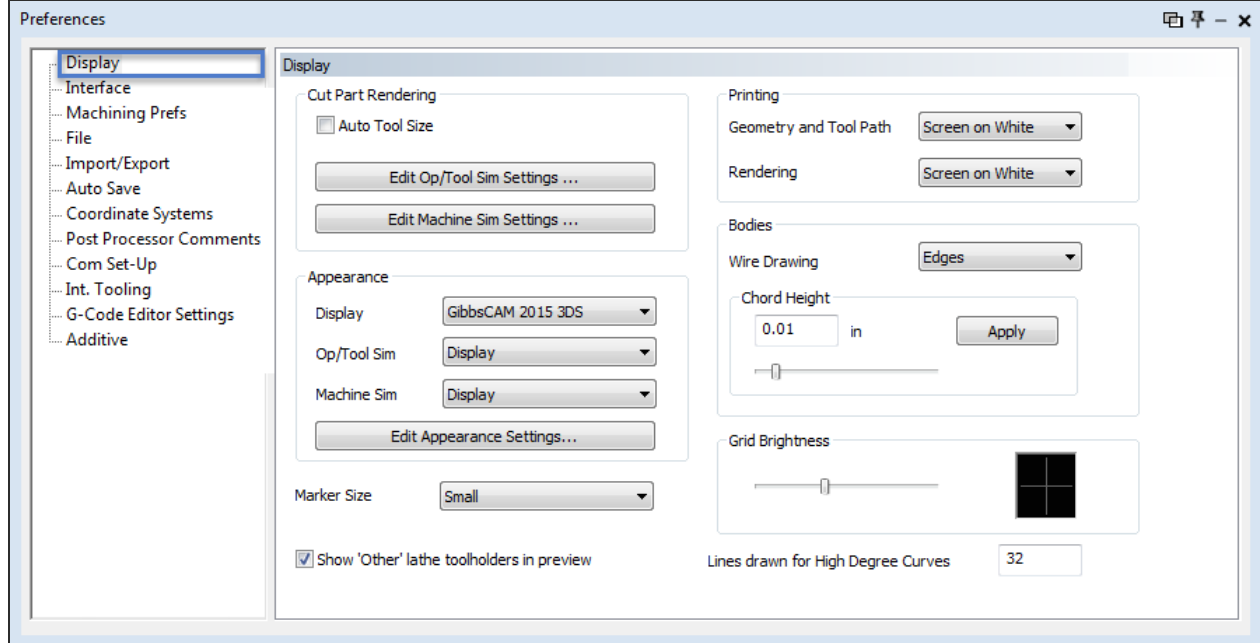 Preferences
Display
Interface
Machining Prefs
File
Import/Export
Auto Save
Coordinate Systems
Post Processor Comments
Com Set-Up
Int. Tooling
G-Code Editor Settings
Additive
Display
Cut Part Rendering
Auto Tool Size
Edit Op/Tool Sim Settings ...
Edit Machine Sim Settings ...
Appearance
Display GibbsCAM 2015 3DS
Op/Tool Sim Display
Machine Sim Display
Edit Appearance Settings...
Marker Size Small
Show 'Other' lathe toolholders in preview
Printing
Geometry and Tool Path Screen on White
Rendering Screen on White
Bodies
Wire Drawing Edges
Chord Height
0.01 in Apply
Grid Brightness
Lines drawn for High Degree Curves 32